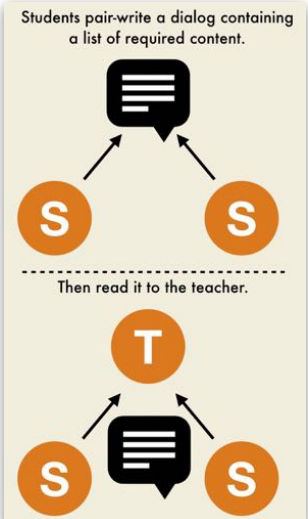 Students pair-write a dialog containing
a list of required content.
S S
Then read it to the teacher.
T
S S